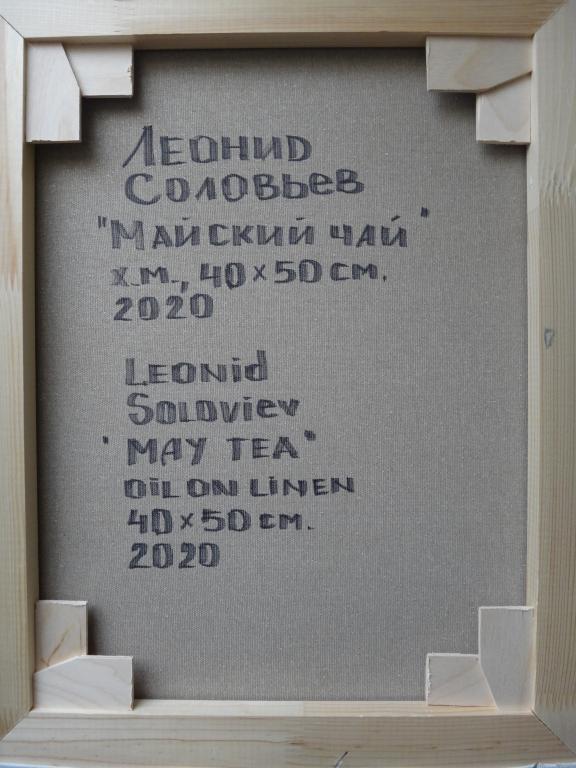 Леонид
Соловьев
"Майский чай"
х.м., 40×50 см.
2020
Leonid
Soloviev
"MAY TEA"
OiL ON LiNEN
40×50 cm.
2020